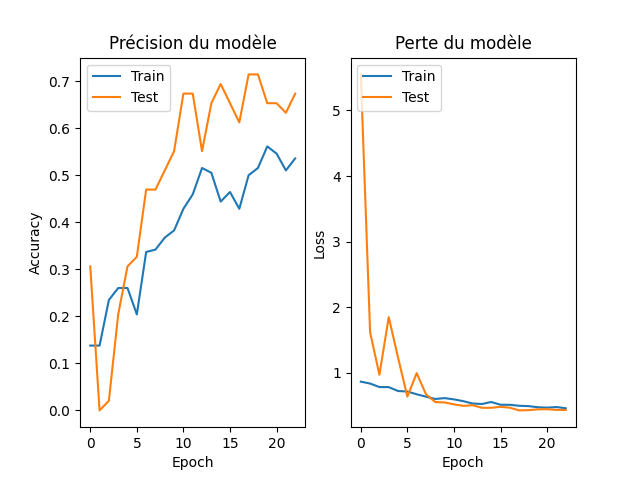 Précision du modèle
Train
Test
0.7
0.6
0.5
0.4
0.3
0.2
0.1
0.0
Accuracy
0
5
10
15
20
Epoch
Perte du modèle
Train
Test
5
4
3
2
1
Loss
0
5
10
15
20
Epoch